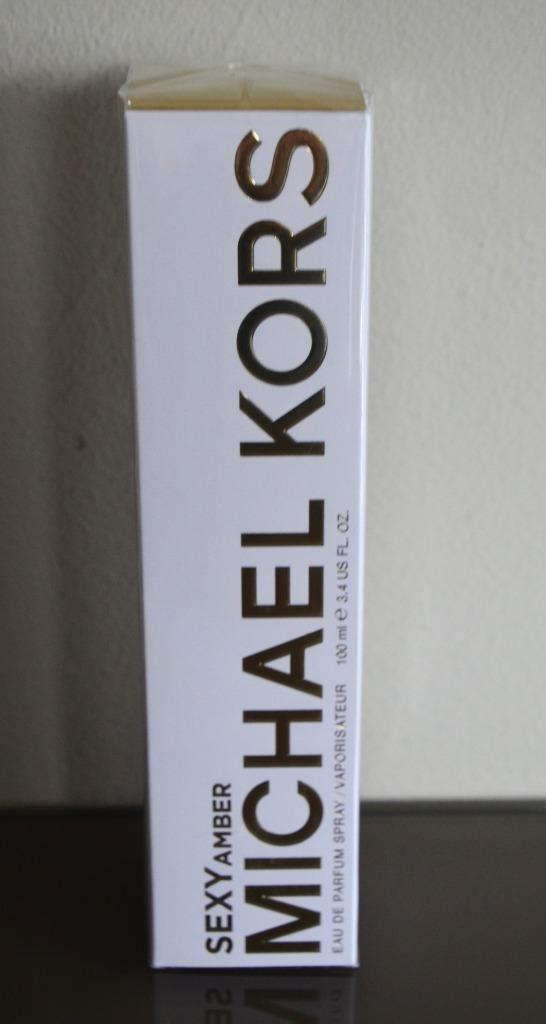 SEXY AMBER
MICHAEL KORS
EAU DE PARFUM SPRAY / VAPORISATEUR 100 ml e 3.4 US FL. OZ.